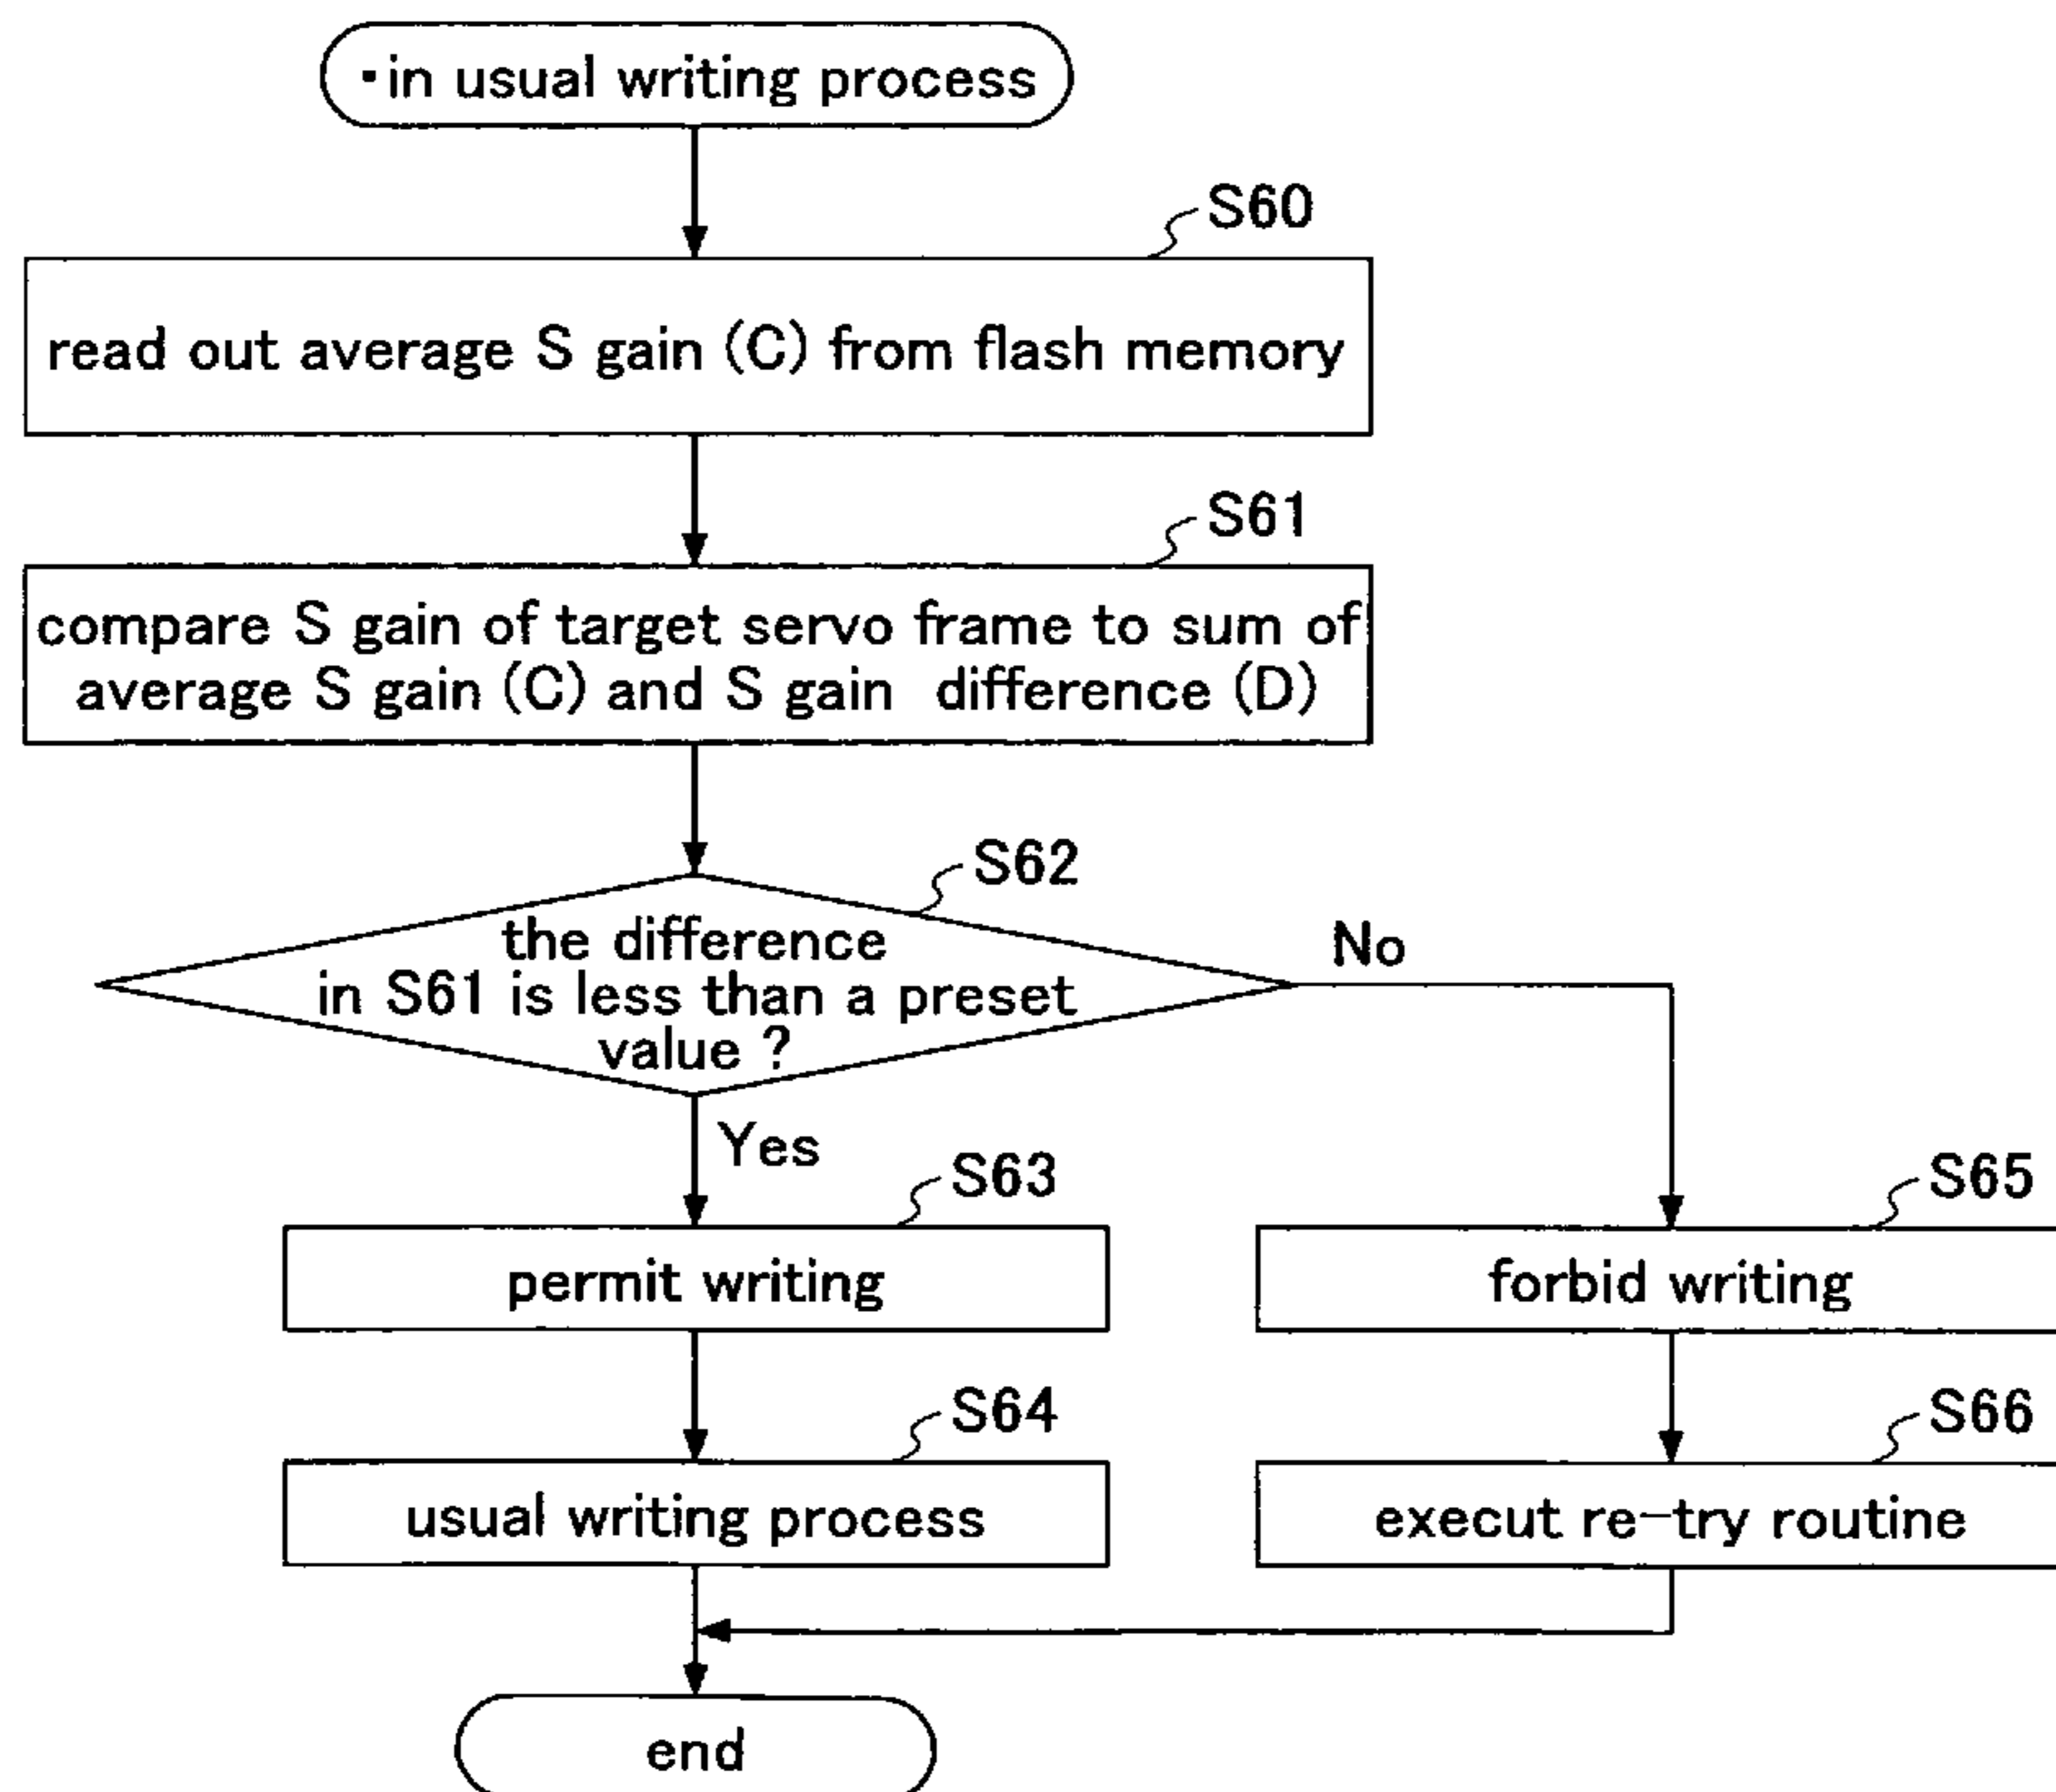 ▪in usual writing process
S60
read out average S gain (C) from flash memory
S61
compare S gain of target servo frame to sum of
average S gain (C) and S gain difference (D)
S62
the difference
in S61 is less than a preset
value ?
No
Yes
S63
permit writing
S65
forbid writing
S64
usual writing process
S66
execut re-try routine
end